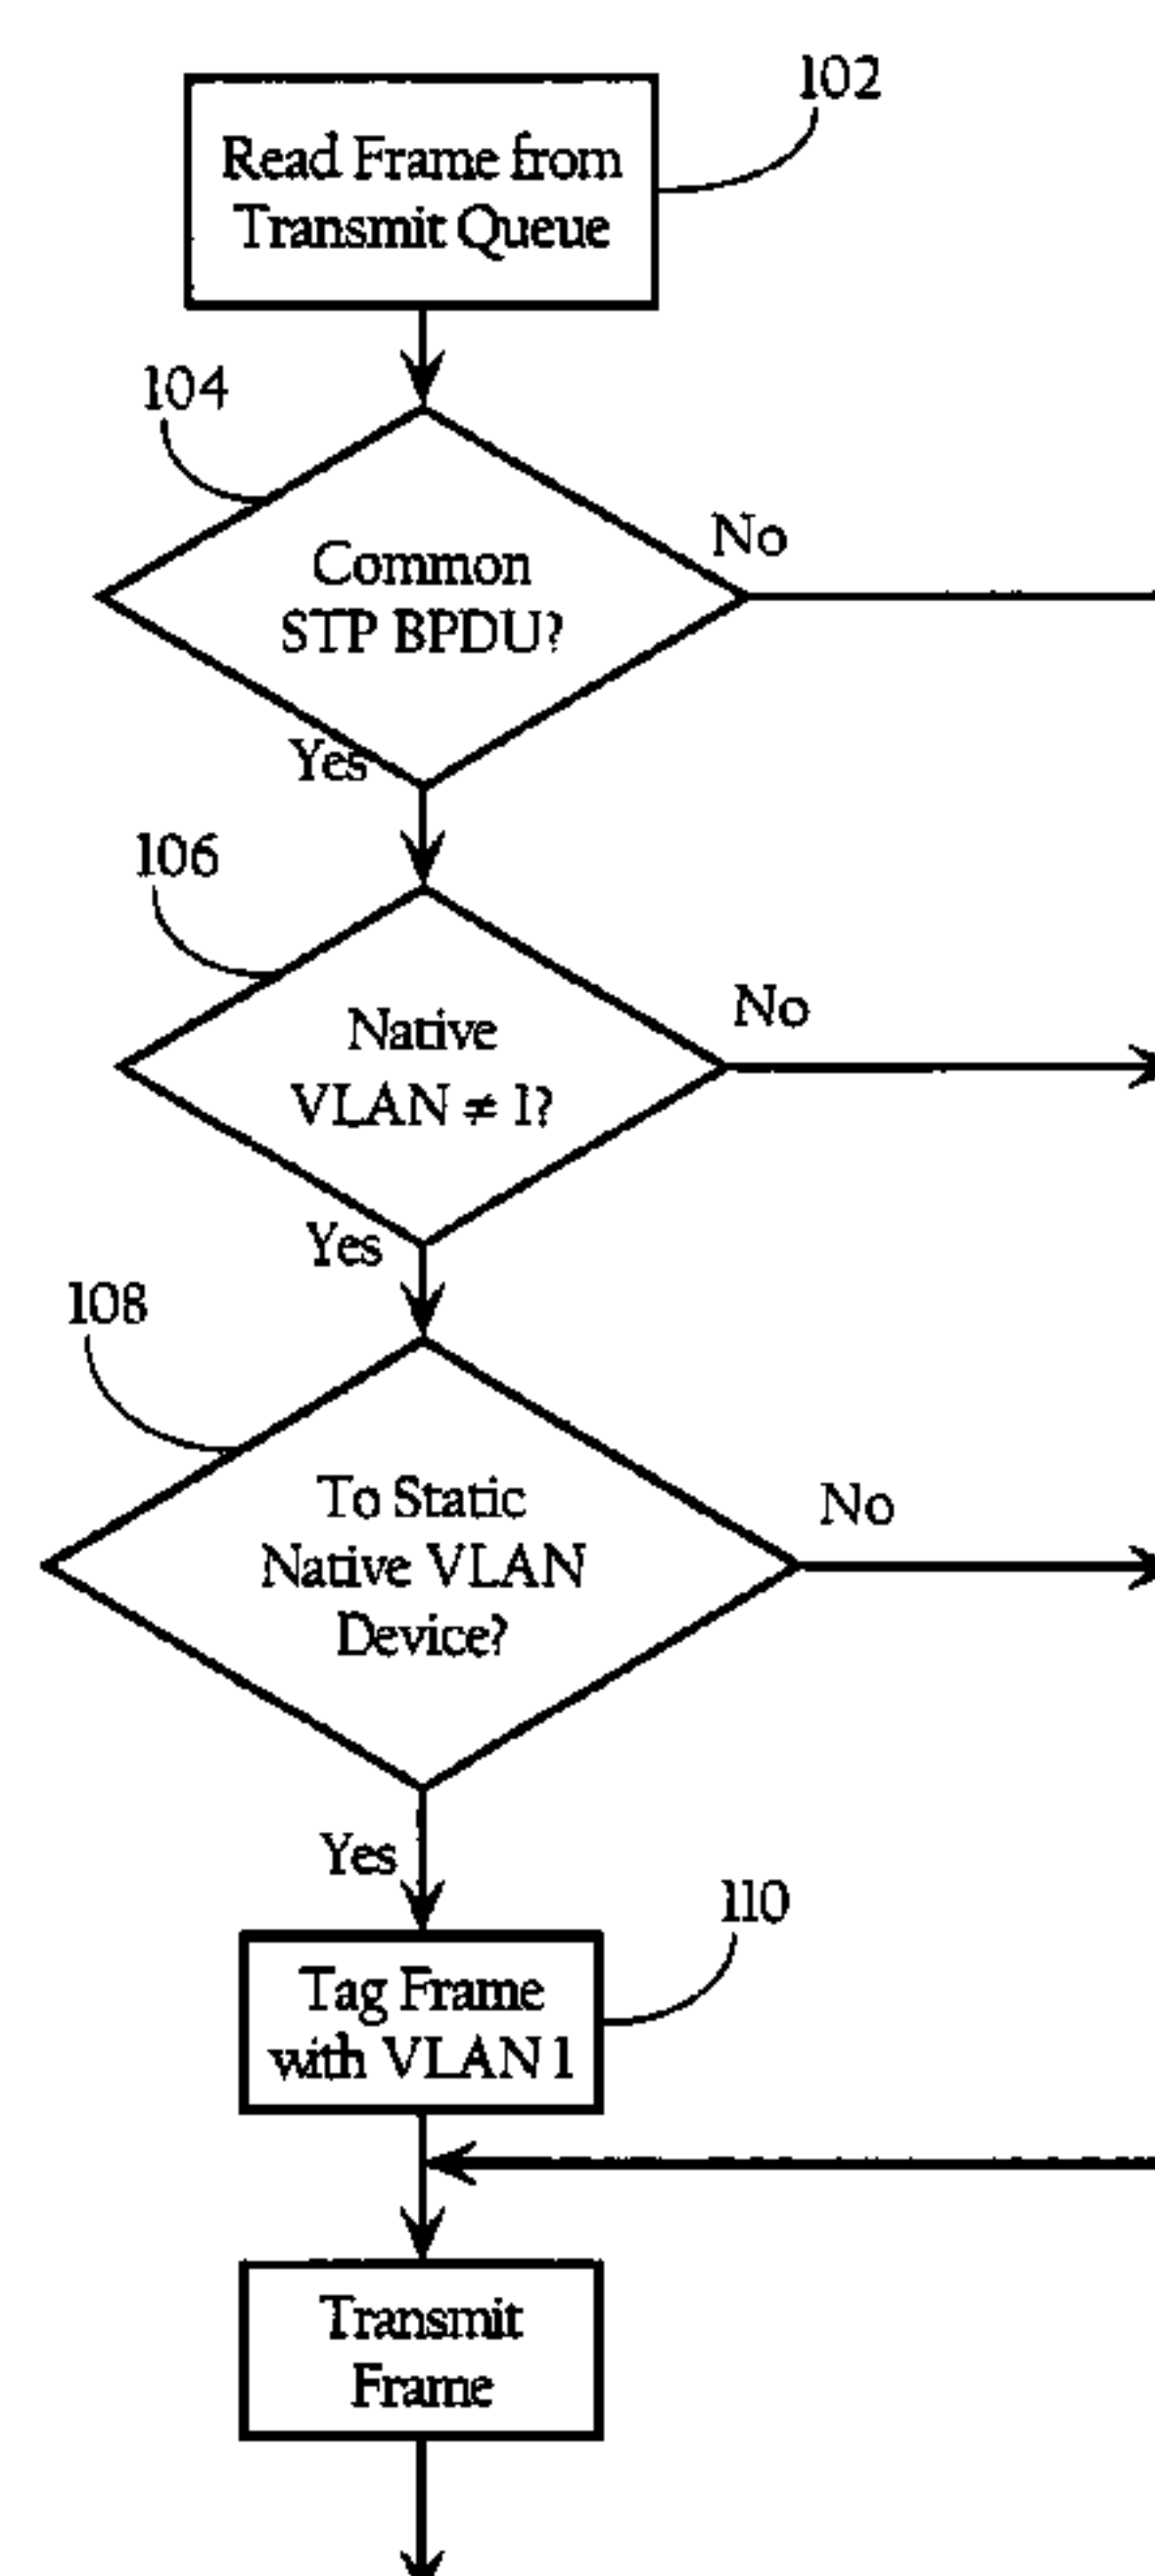 102
Read Frame from
Transmit Queue
104
Common
STP BPDU?
No
Yes
106
Native
VLAN ≠ 1?
No
Yes
108
To Static
Native VLAN
Device?
No
Yes
110
Tag Frame
with VLAN 1
Transmit
Frame